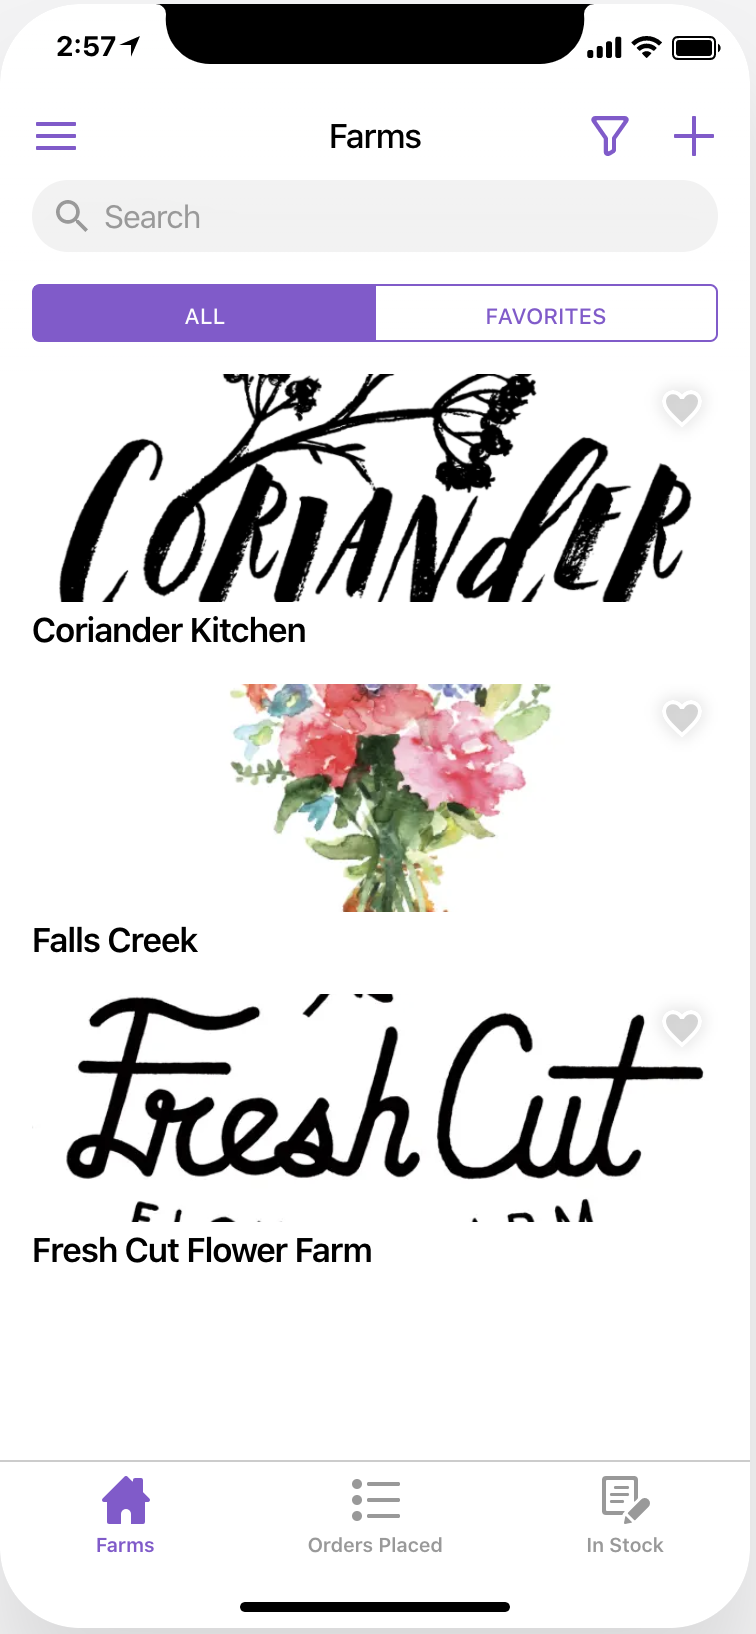 2:57
Farms
Search
ALL
FAVORITES
CORIANdER
Coriander Kitchen
Falls Creek
Fresh Cut
Fresh Cut Flower Farm
Farms
Orders Placed
In Stock